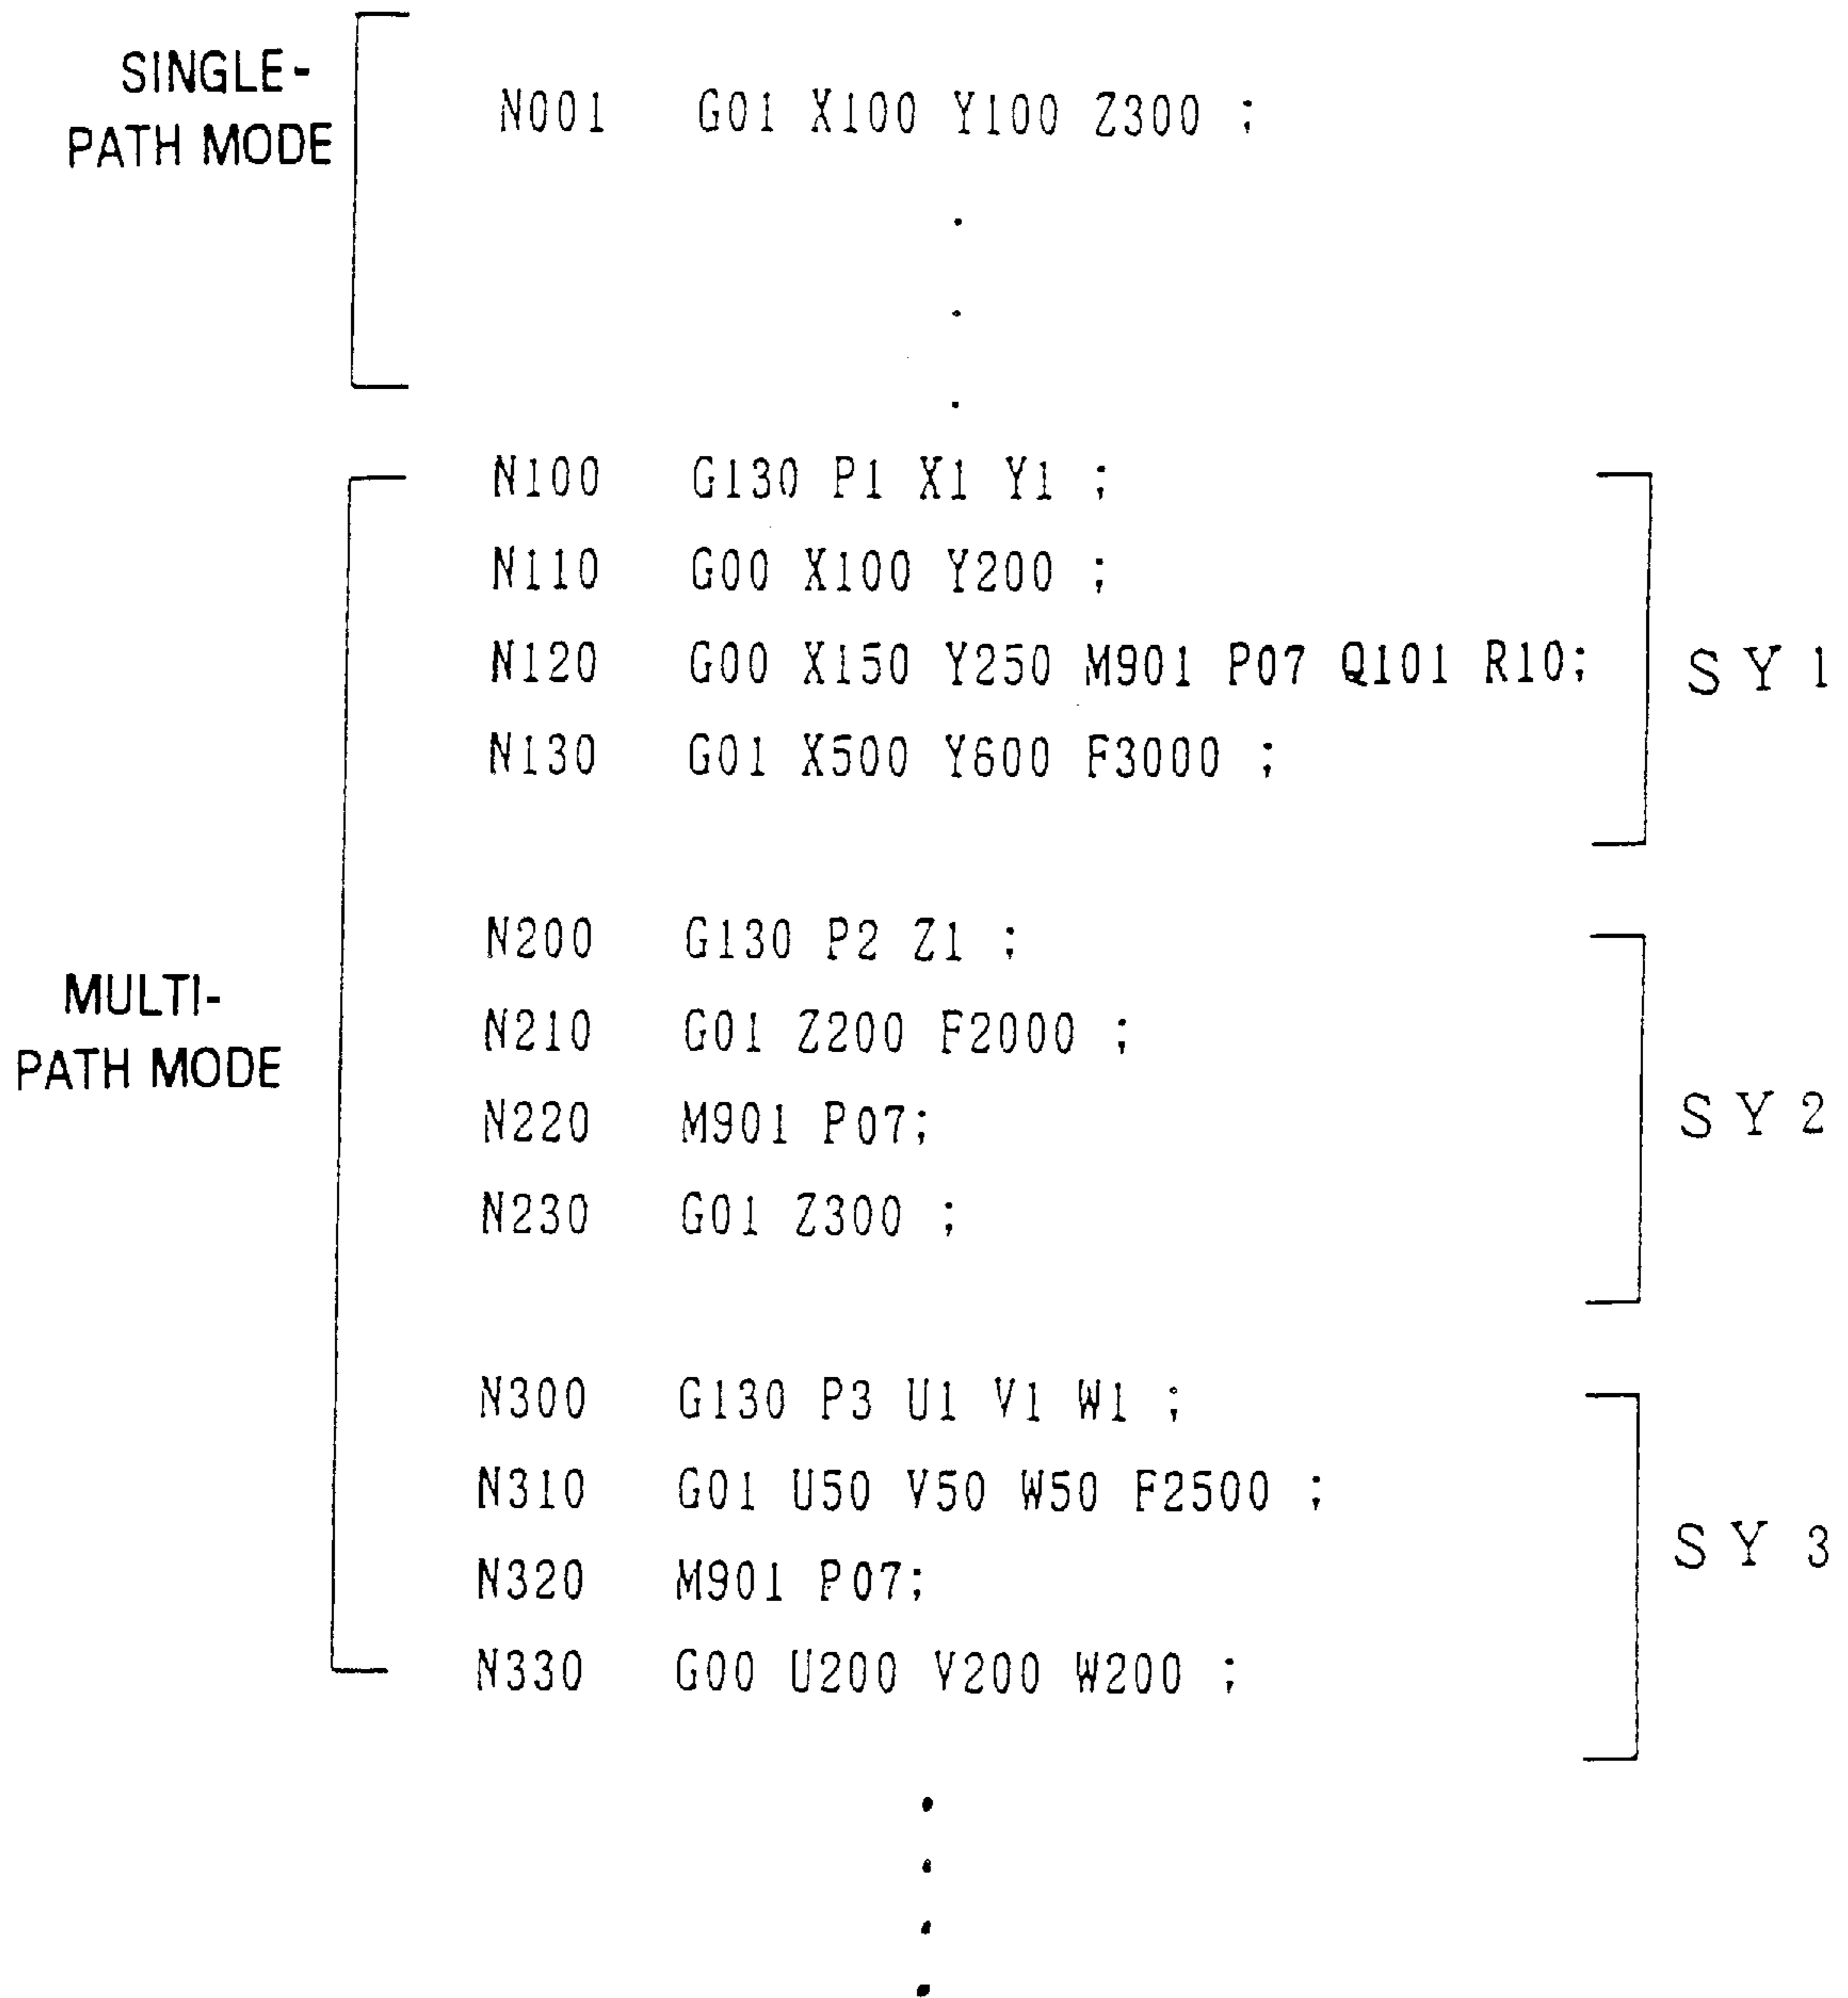 SINGLE-
PATH MODE
N001 G01 X100 Y100 Z300 ;
.
.
.
N100 G130 P1 X1 Y1 ;
N110 G00 X100 Y200 ;
N120 G00 X150 Y250 M901 P07 Q101 R10;
N130 G01 X500 Y600 F3000 ;
SY1
MULTI-
PATH MODE
N200 G130 P2 Z1 ;
N210 G01 Z200 F2000 ;
N220 M901 P07;
N230 G01 Z300 ;
SY2
N300 G130 P3 U1 V1 W1 ;
N310 G01 U50 V50 W50 F2500 ;
N320 M901 P07;
N330 G00 U200 V200 W200 ;
SY3
.
.
.
.